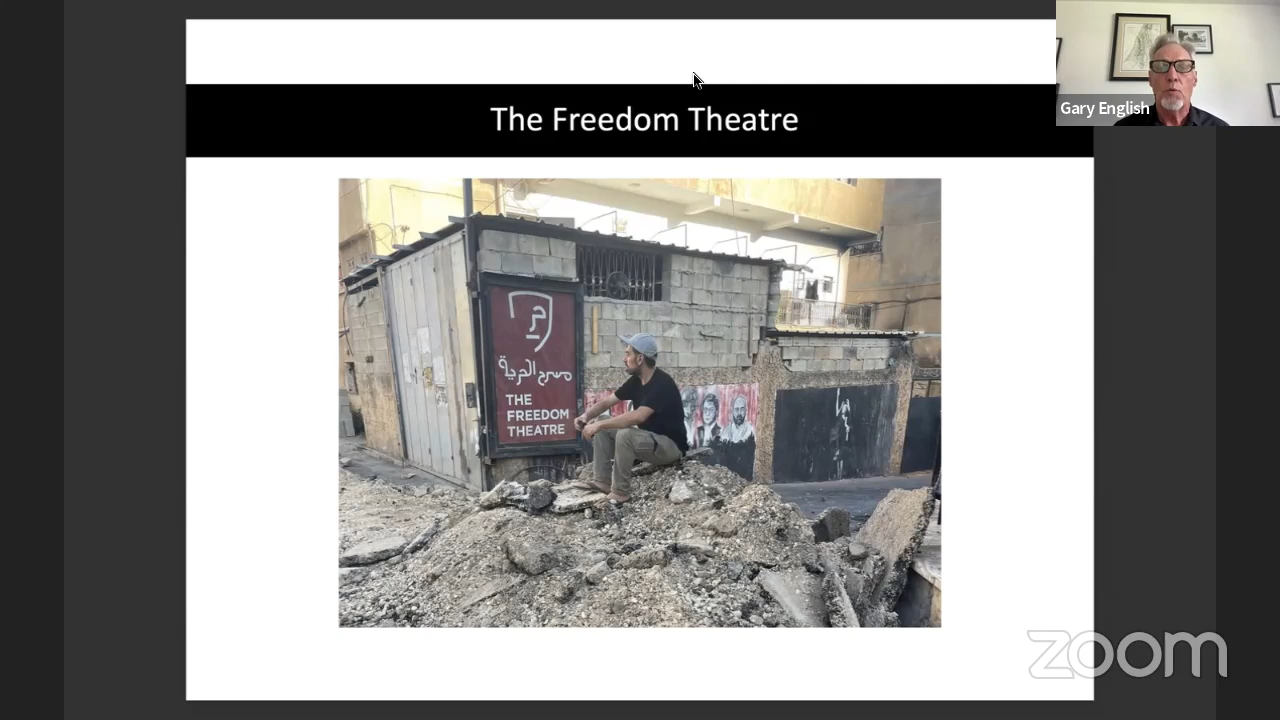 The Freedom Theatre
Gary English
مسرح الحرية
THE
FREEDOM
THEATRE
zoom